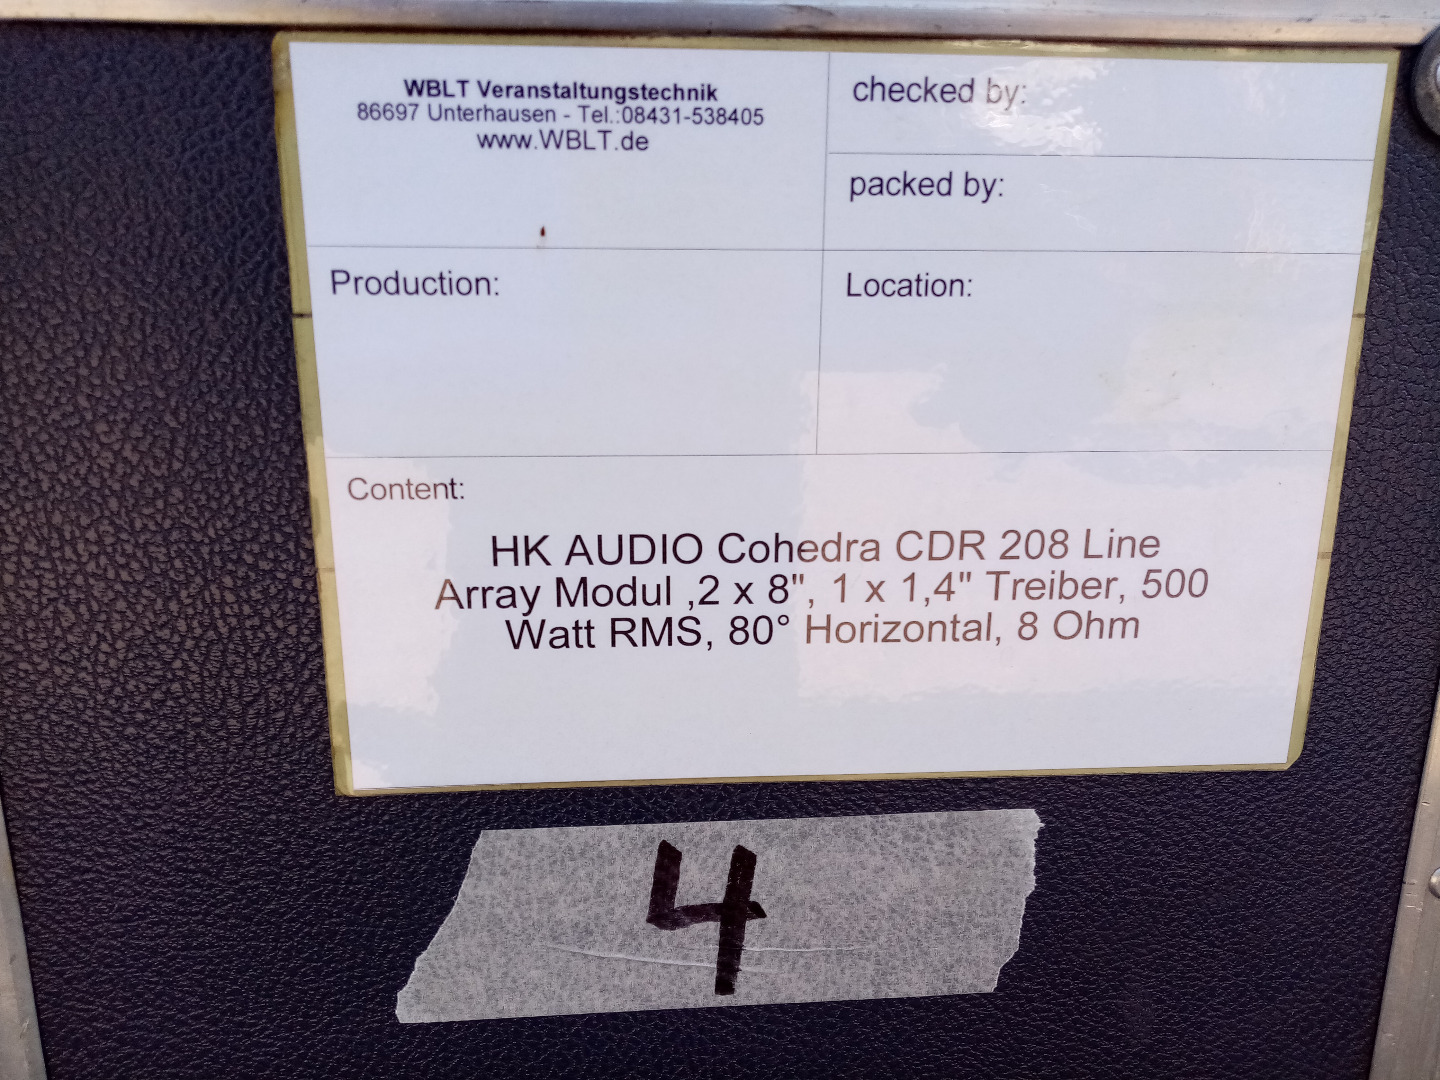 WBLT Veranstaltungstechnik
86697 Unterhausen - Tel.:08431-538405
www.WBLT.de
checked by:
packed by:
Production:
Location:
Content:
HK AUDIO Cohedra CDR 208 Line
Array Modul ,2 x 8", 1 x 1,4" Treiber, 500
Watt RMS, 80° Horizontal, 8 Ohm
4